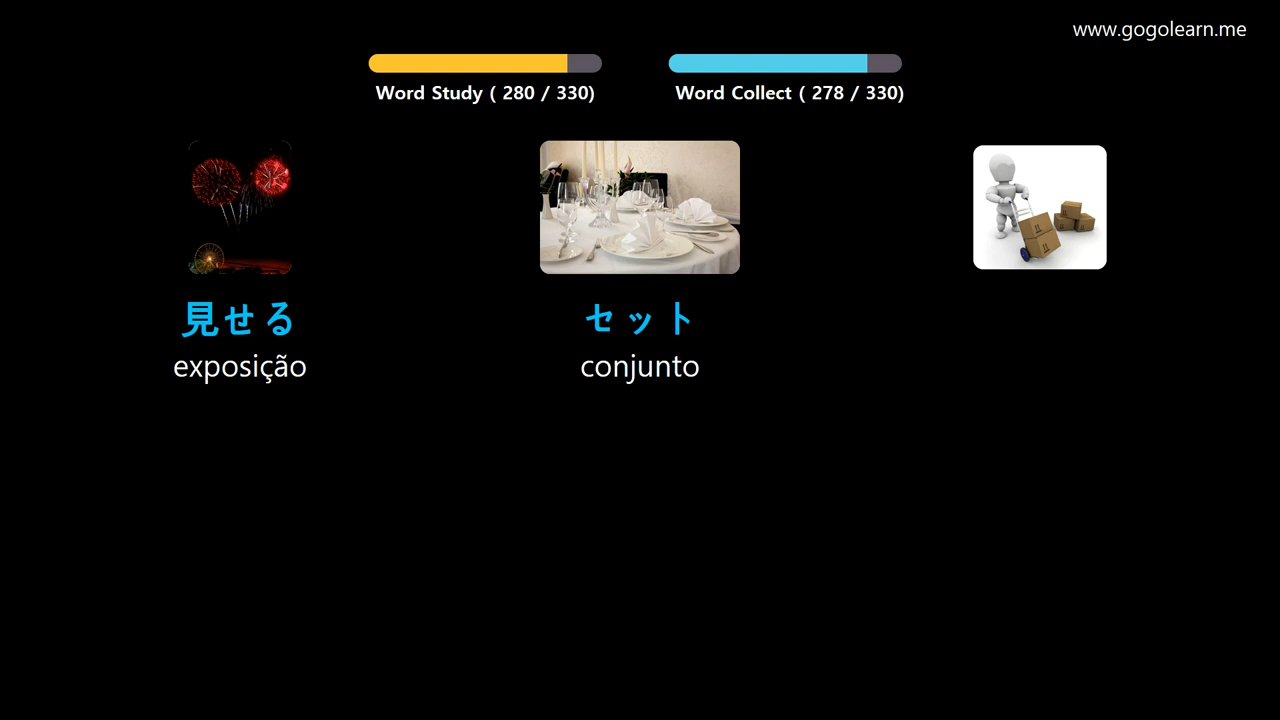 www.gogolearn.me
Word Study ( 280 / 330)
Word Collect ( 278 / 330)
見せる
exposição
セット
conjunto